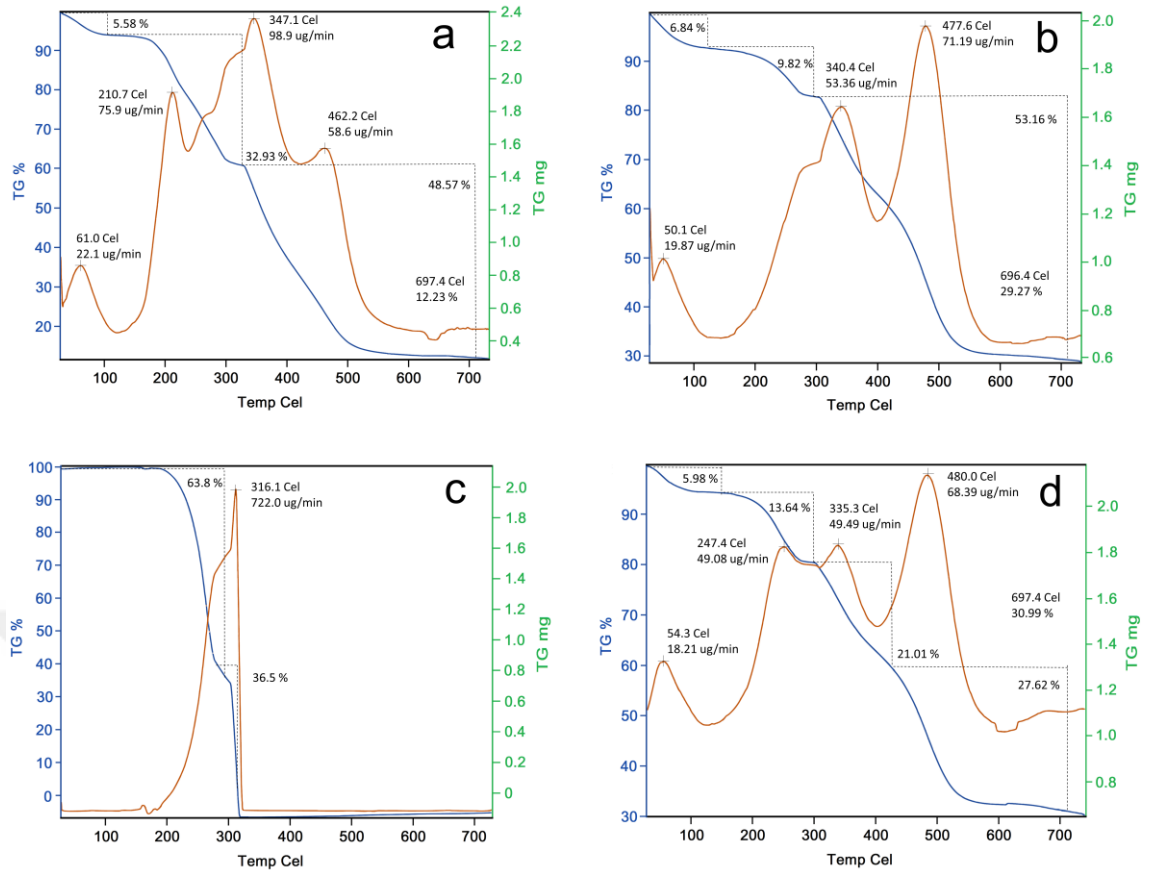 a
5.58 %
347.1 Cel
98.9 ug/min
210.7 Cel
75.9 ug/min
462.2 Cel
58.6 ug/min
32.93 %
48.57 %
61.0 Cel
22.1 ug/min
697.4 Cel
12.23 %
TG %
90
80
70
60
50
40
30
20
TG mg
2.4
2.2
2.0
1.8
1.6
1.4
1.2
1.0
0.8
0.6
0.4
100 200 300 400 500 600 700
Temp Cel
b
6.84 %
9.82 %
477.6 Cel
71.19 ug/min
340.4 Cel
53.36 ug/min
53.16 %
50.1 Cel
19.87 ug/min
696.4 Cel
29.27 %
TG %
90
80
70
60
50
40
30
TG mg
2.0
1.8
1.6
1.4
1.2
1.0
0.8
0.6
100 200 300 400 500 600 700
Temp Cel
c
63.8 %
316.1 Cel
722.0 ug/min
36.5 %
TG %
100
90
80
70
60
50
40
30
20
10
0
TG mg
2.0
1.8
1.6
1.4
1.2
1.0
0.8
0.6
0.4
0.2
0
100 200 300 400 500 600 700
Temp Cel
d
5.98 %
13.64 %
480.0 Cel
68.39 ug/min
335.3 Cel
49.49 ug/min
247.4 Cel
49.08 ug/min
54.3 Cel
18.21 ug/min
697.4 Cel
30.99 %
21.01 %
27.62 %
TG %
90
80
70
60
50
40
30
TG mg
2.0
1.8
1.6
1.4
1.2
1.0
0.8
100 200 300 400 500 600 700
Temp Cel